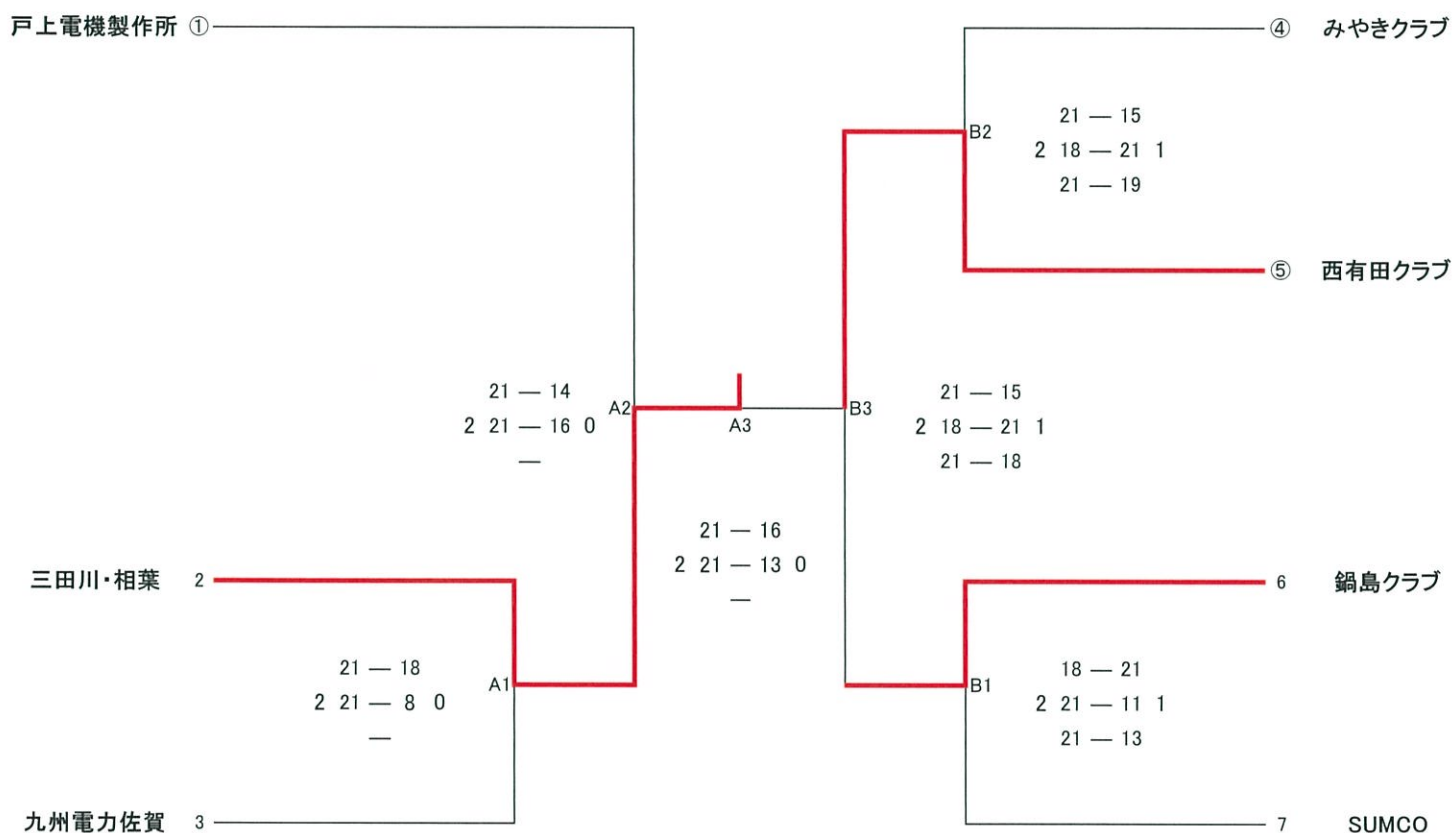 戸上電機製作所 ①
④ みやきクラブ
B2
21 — 15
2 18 — 21 1
21 — 19
⑤ 西有田クラブ
A2
21 — 14
2 21 — 16 0
—
A3
B3
21 — 15
2 18 — 21 1
21 — 18
21 — 16
2 21 — 13 0
—
三田川・相葉 2
6 鍋島クラブ
A1
21 — 18
2 21 — 8 0
—
B1
18 — 21
2 21 — 11 1
21 — 13
九州電力佐賀 3
7 SUMCO